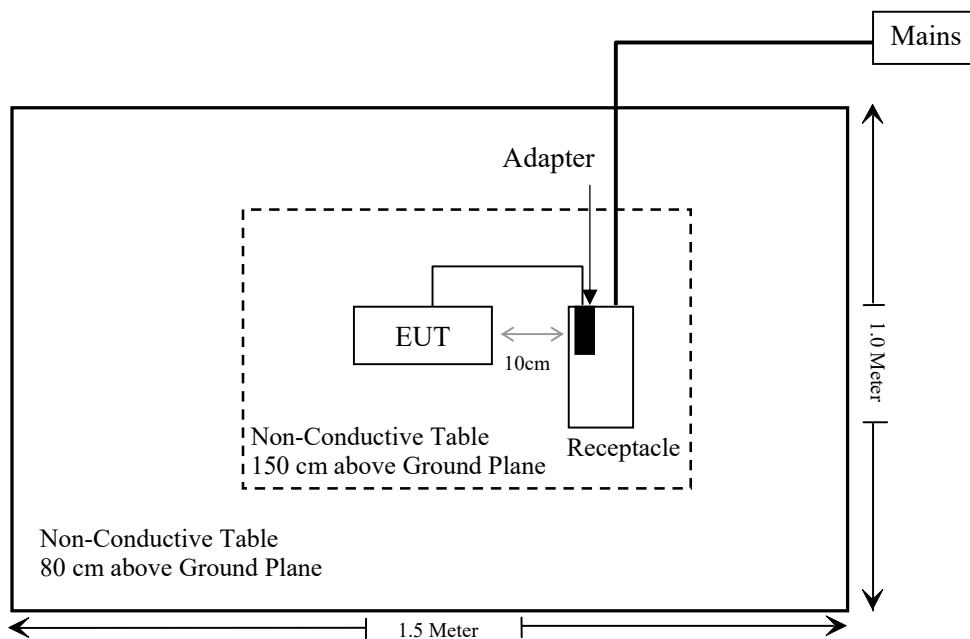 Mains
Adapter
EUT
10cm
1.0 Meter
Non-Conductive Table
150 cm above Ground Plane
Receptacle
Non-Conductive Table
80 cm above Ground Plane
1.5 Meter